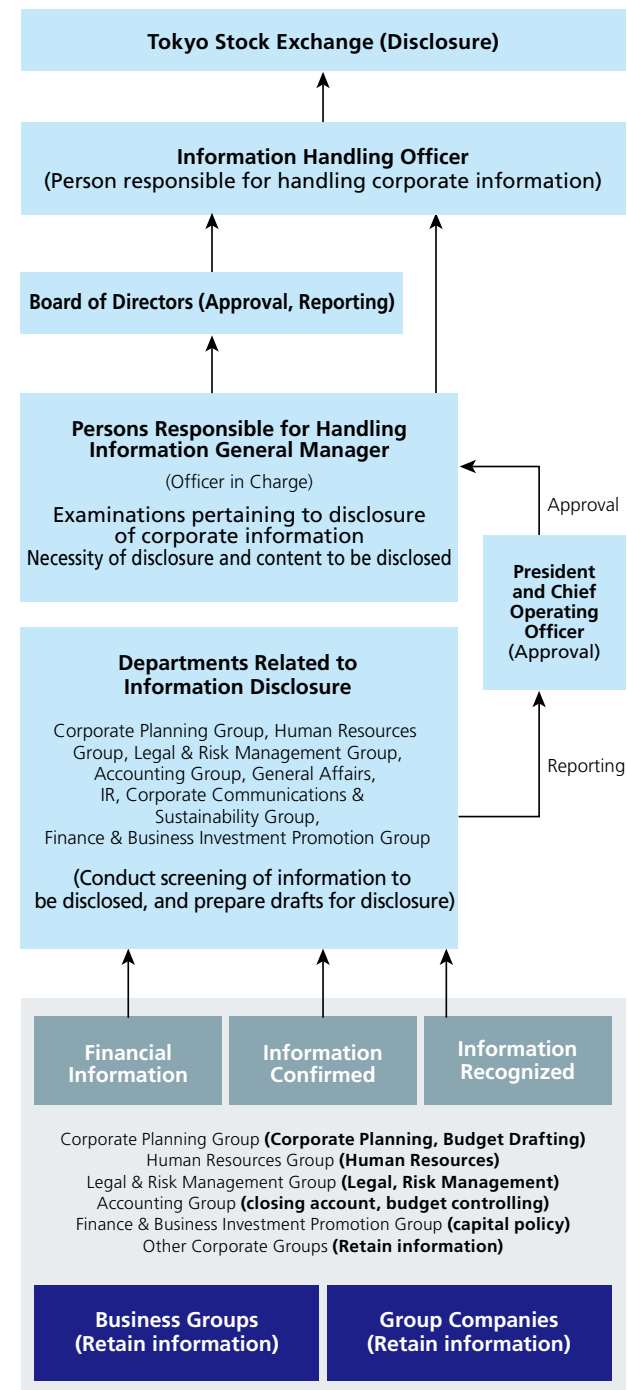 Tokyo Stock Exchange (Disclosure)
Information Handling Officer
(Person responsible for handling corporate information)
Board of Directors (Approval, Reporting)
Persons Responsible for Handling
Information General Manager
(Officer in Charge)
Examinations pertaining to disclosure
of corporate information
Necessity of disclosure and content to be disclosed
Approval
President
and Chief
Operating
Officer
(Approval)
Reporting
Departments Related to
Information Disclosure
Corporate Planning Group, Human Resources
Group, Legal & Risk Management Group,
Accounting Group, General Affairs,
IR, Corporate Communications &
Sustainability Group,
Finance & Business Investment Promotion Group
(Conduct screening of information to
be disclosed, and prepare drafts for disclosure)
Financial
Information
Information
Confirmed
Information
Recognized
Corporate Planning Group (Corporate Planning, Budget Drafting)
Human Resources Group (Human Resources)
Legal & Risk Management Group (Legal, Risk Management)
Accounting Group (closing account, budget controlling)
Finance & Business Investment Promotion Group (capital policy)
Other Corporate Groups (Retain information)
Business Groups
(Retain information)
Group Companies
(Retain information)